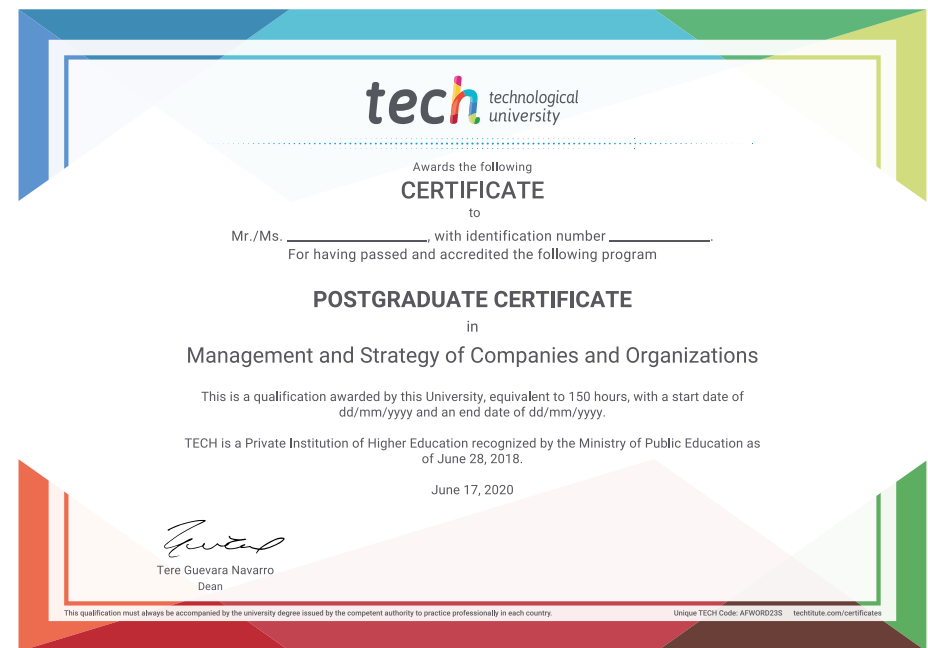 tech technological
university
Awards the following
CERTIFICATE
to
Mr./Ms. ____________, with identification number ____________.
For having passed and accredited the following program
POSTGRADUATE CERTIFICATE
in
Management and Strategy of Companies and Organizations
This is a qualification awarded by this University, equivalent to 150 hours, with a start date of
dd/mm/yyyy and an end date of dd/mm/yyyy.
TECH is a Private Institution of Higher Education recognized by the Ministry of Public Education as
of June 28, 2018.
June 17, 2020
Tere Guevara Navarro
Dean
This qualification must always be accompanied by the university degree issued by the competent authority to practice professionally in each country. Unique TECH Code: AFWORD23S techtitute.com/certificates